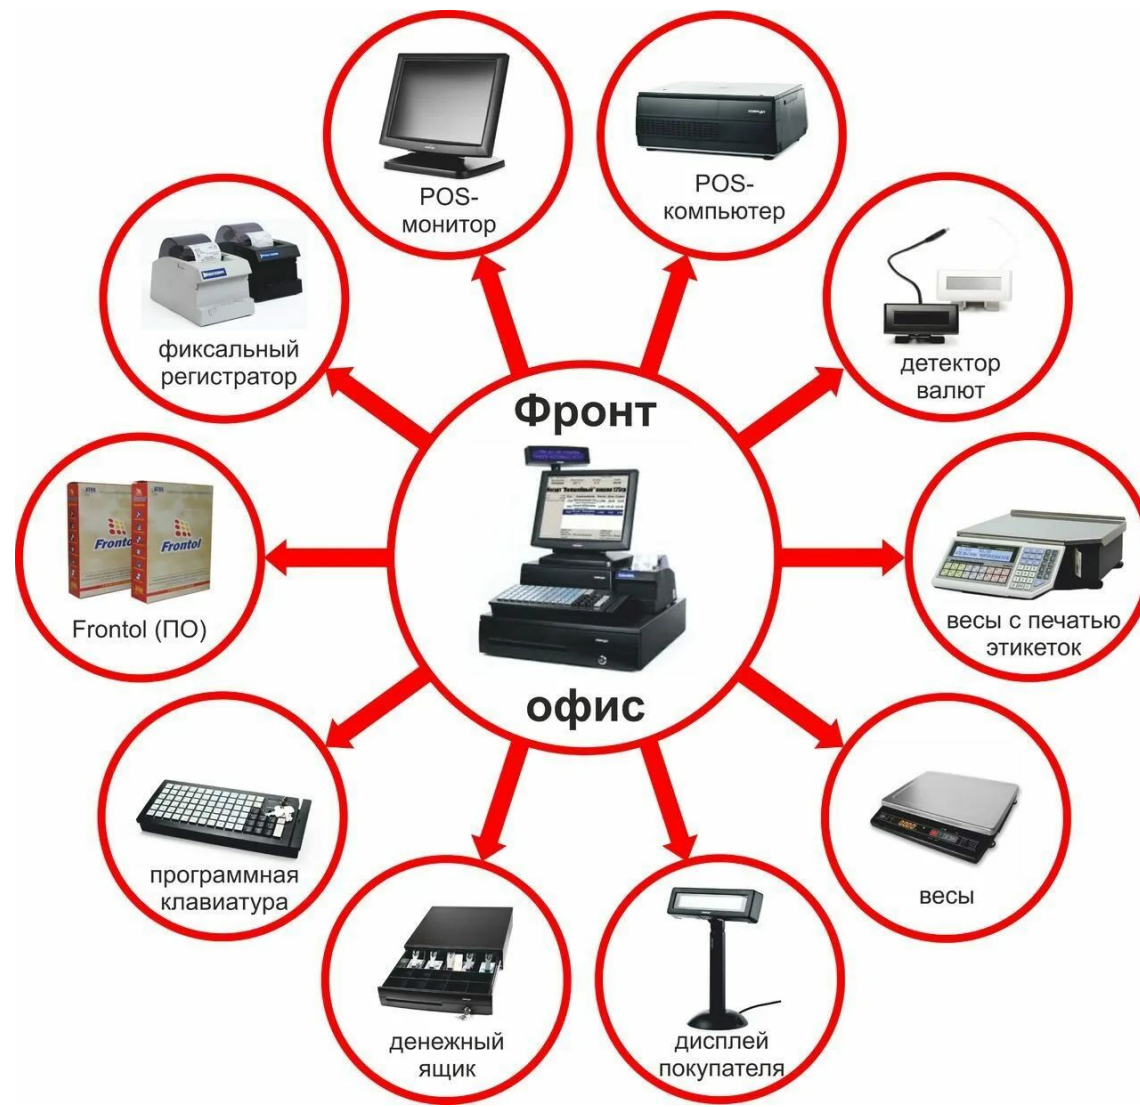 POS-
монитор
POS-
компьютер
фиксальный
регистратор
детектор
валют
Фронт
офис
Frontol
Frontol
Frontol (ПО)
весы с печатью
этикеток
программная
клавиатура
весы
денежный
ящик
дисплей
покупателя